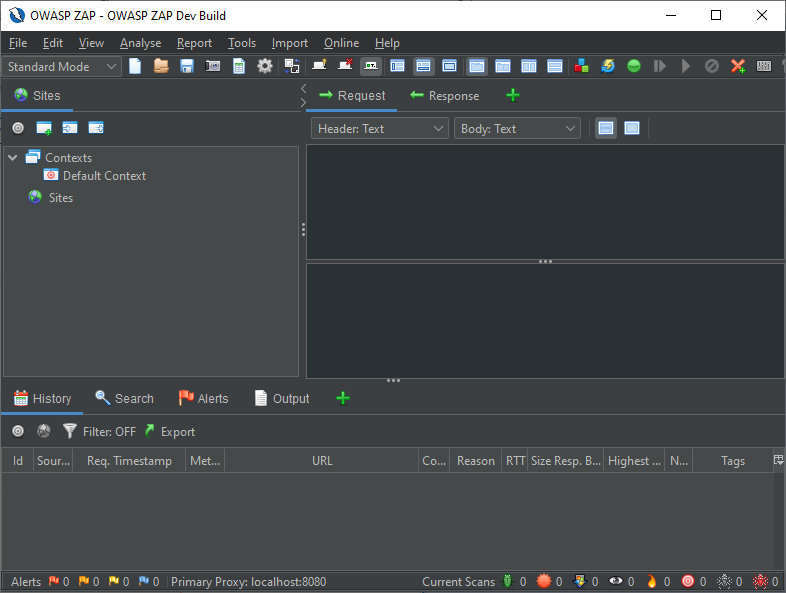 OWASP ZAP - OWASP ZAP Dev Build
File Edit View Analyse Report Tools Import Online Help
Standard Mode
Sites
Request Response
Header: Text Body: Text
Contexts
Default Context
Sites
History Search Alerts Output
Filter: OFF Export
Id Sour... Req. Timestamp Met... URL Co... Reason RTT Size Resp. B... Highest ... N... Tags
Alerts 0 0 0 0 Primary Proxy: localhost:8080 Current Scans 0 0 0 0 0 0 0 0